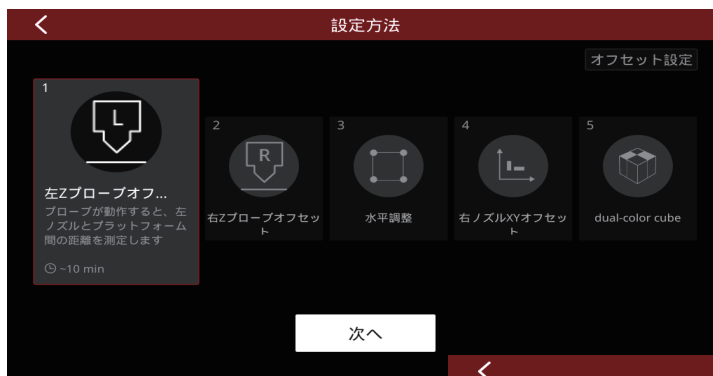 設定方法
オフセット設定
1
L
左Zプローブオフ...
プローブが動作すると、左
ノズルとプラットフォーム
間の距離を測定します
~10 min
2
R
右Zプローブオフセッ
ト
3
水平調整
4
右ノズルXYオフセッ
ト
5
dual-color cube
次へ